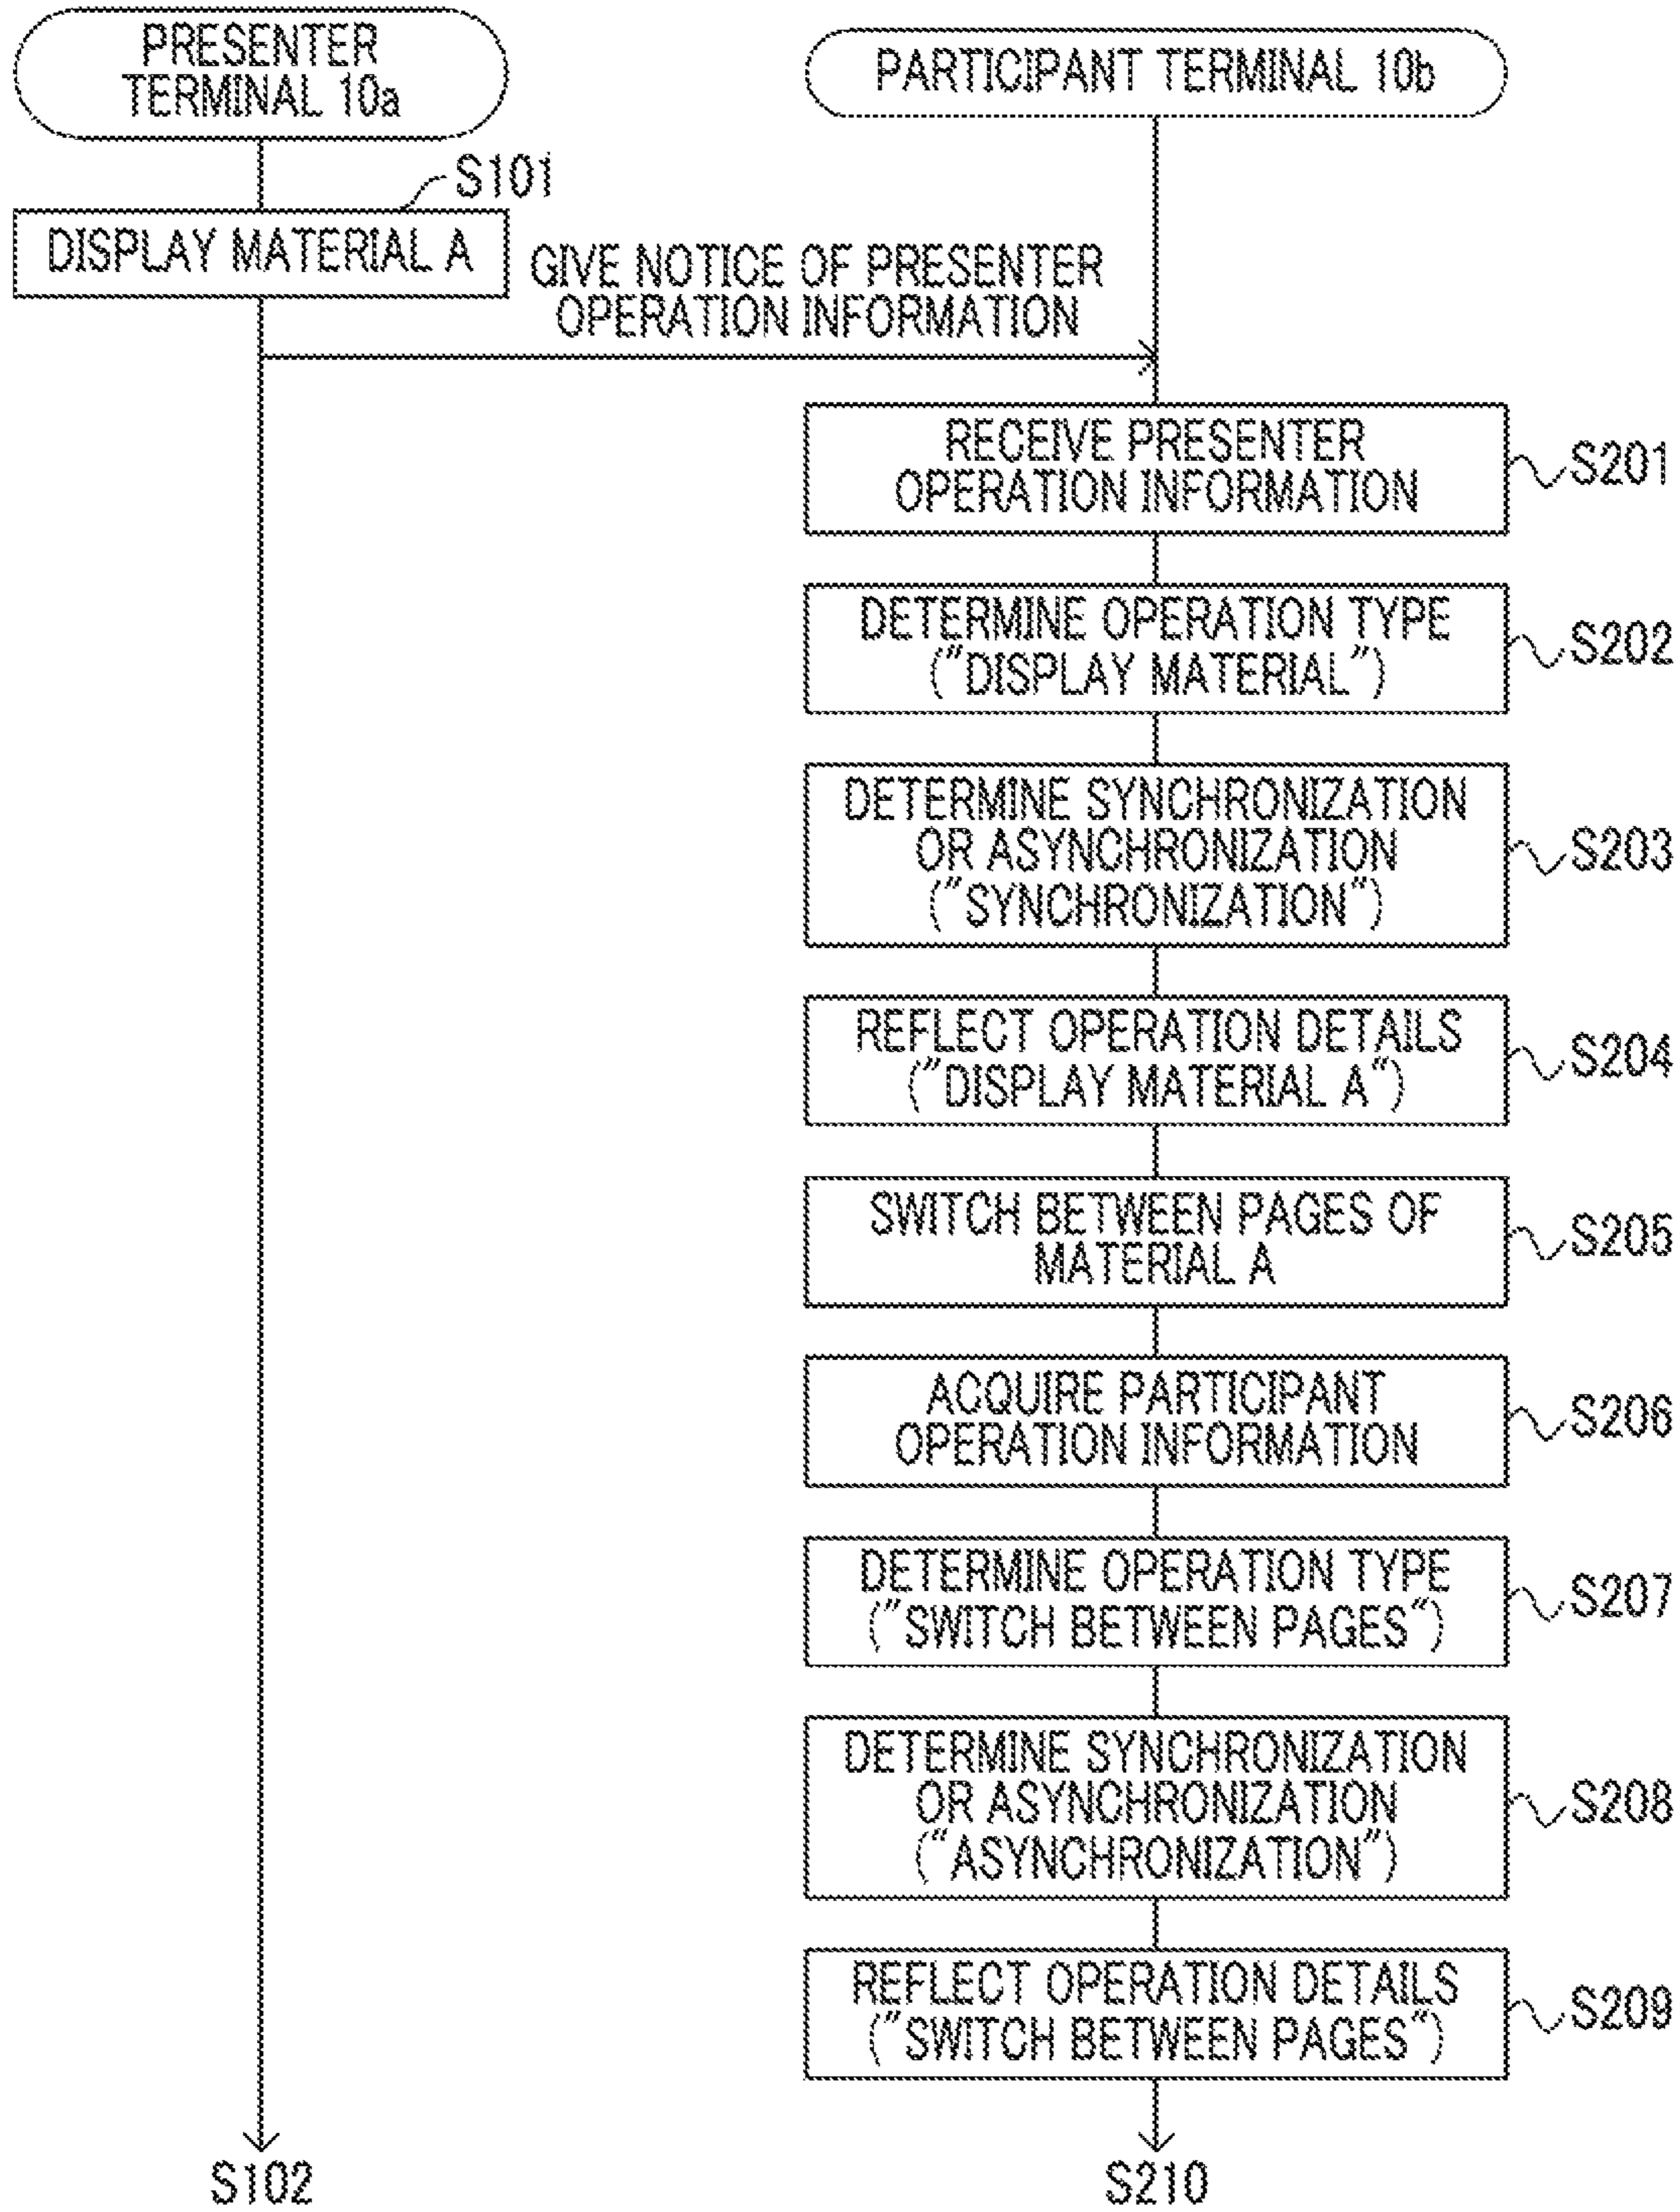 PRESENTER
TERMINAL 10a
PARTICIPANT TERMINAL 10b
S101
DISPLAY MATERIAL A
GIVE NOTICE OF PRESENTER
OPERATION INFORMATION
RECEIVE PRESENTER
OPERATION INFORMATION
S201
DETERMINE OPERATION TYPE
("DISPLAY MATERIAL")
S202
DETERMINE SYNCHRONIZATION
OR ASYNCHRONIZATION
("SYNCHRONIZATION")
S203
REFLECT OPERATION DETAILS
("DISPLAY MATERIAL A")
S204
SWITCH BETWEEN PAGES OF
MATERIAL A
S205
ACQUIRE PARTICIPANT
OPERATION INFORMATION
S206
DETERMINE OPERATION TYPE
("SWITCH BETWEEN PAGES")
S207
DETERMINE SYNCHRONIZATION
OR ASYNCHRONIZATION
("ASYNCHRONIZATION")
S208
REFLECT OPERATION DETAILS
("SWITCH BETWEEN PAGES")
S209
S102
S210